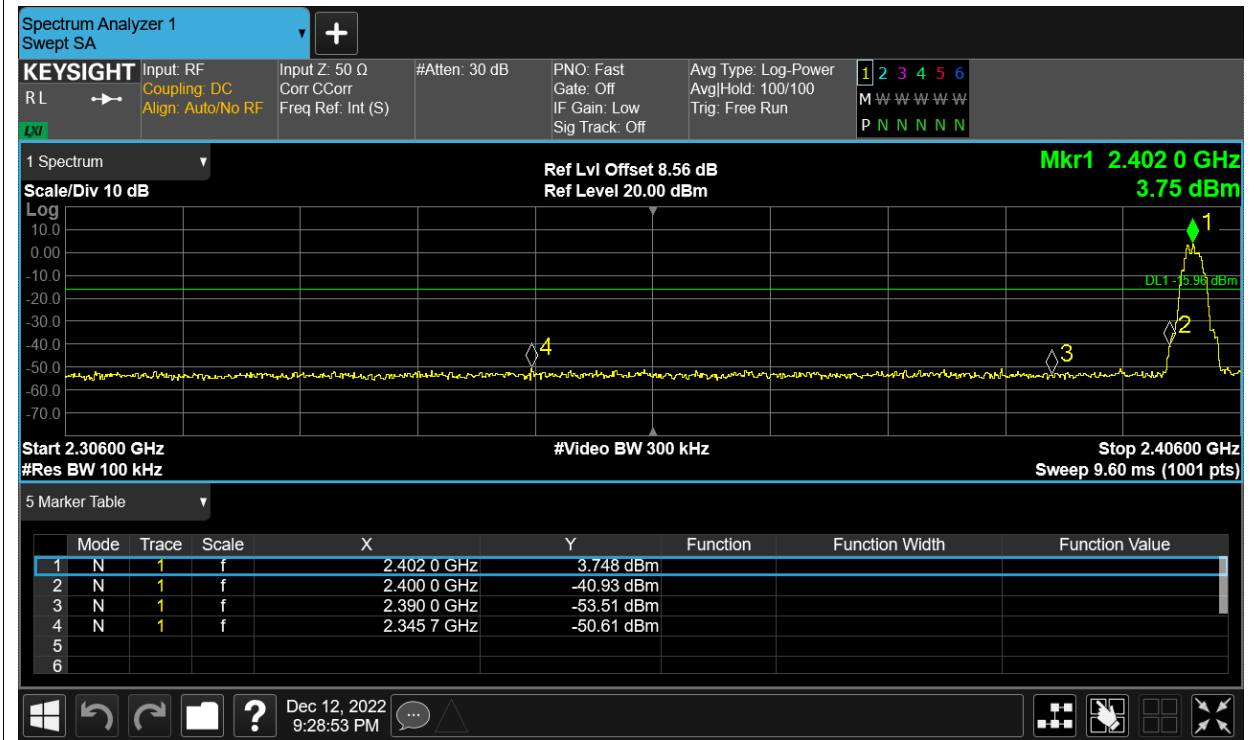 Spectrum Analyzer 1
Swept SA
KEYSIGHT
R L
LXI
Input: RF
Coupling: DC
Align: Auto/No RF
Input Z: 50 Ω
Corr CCorr
Freq Ref: Int (S)
#Atten: 30 dB
PNO: Fast
Gate: Off
IF Gain: Low
Sig Track: Off
Avg Type: Log-Power
Avg|Hold: 100/100
Trig: Free Run
1 2 3 4 5 6
M W W W W W
P N N N N N
1 Spectrum
Scale/Div 10 dB
Ref Lvl Offset 8.56 dB
Ref Level 20.00 dBm
Mkr1 2.402 0 GHz
3.75 dBm
Log
10.0
0.00
-10.0
-20.0
-30.0
-40.0
-50.0
-60.0
-70.0
1
DL1 -15.96 dBm
2
4
3
Start 2.30600 GHz
#Res BW 100 kHz
#Video BW 300 kHz
Stop 2.40600 GHz
Sweep 9.60 ms (1001 pts)
5 Marker Table
Mode Trace Scale X Y Function Function Width Function Value
1 N 1 f 2.402 0 GHz 3.748 dBm
2 N 1 f 2.400 0 GHz -40.93 dBm
3 N 1 f 2.390 0 GHz -53.51 dBm
4 N 1 f 2.345 7 GHz -50.61 dBm
5
6
?
Dec 12, 2022
9:28:53 PM